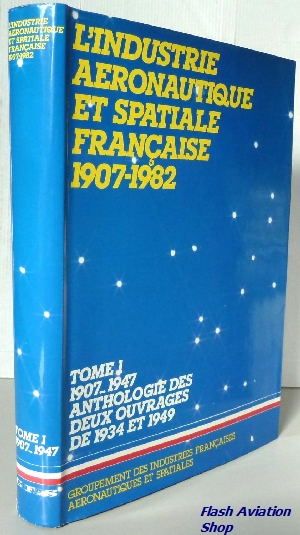 L'INDUSTRIE
AERONAUTIQUE
ET SPATIALE
FRANÇAISE
1907-1982
L'INDUSTRIE
AERONAUTIQUE
ET SPATIALE
FRANÇAISE
1907-1982
TOME I
1907-1947
ANTHOLOGIE DES
DEUX OUVRAGES
DE 1934 ET 1949
TOME I
1907-1947
GROUPEMENT DES INDUSTRIES FRANÇAISES
AERONAUTIQUES ET SPATIALES
Flash Aviation
Shop